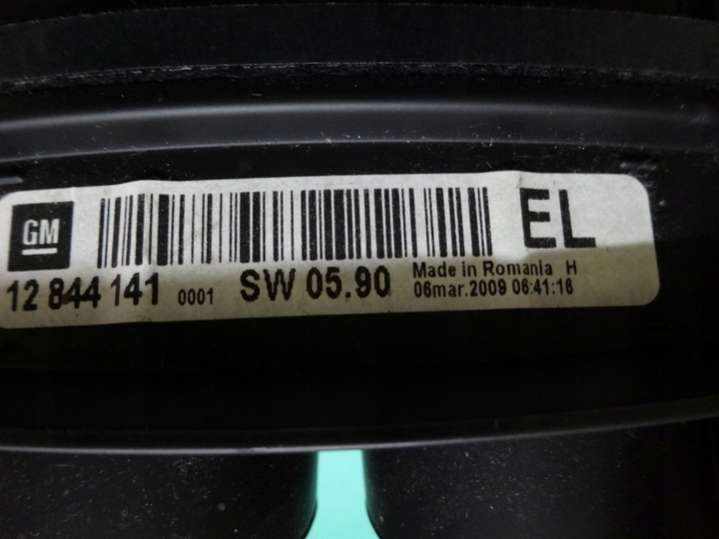 GM
EL
12 844 141 0001 SW 05.90
Made in Romania H
06mar.2009 06:41:16